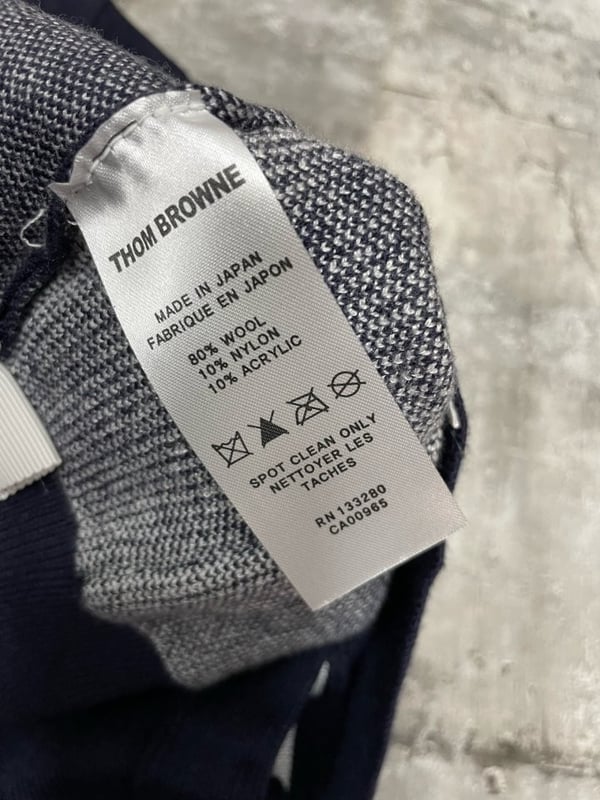 THOM BROWNE
MADE IN JAPAN
FABRIQUE EN JAPON
80% WOOL
10% NYLON
10% ACRYLIC
SPOT CLEAN ONLY
NETTOYER LES
TACHES
RN 133280
CA00965